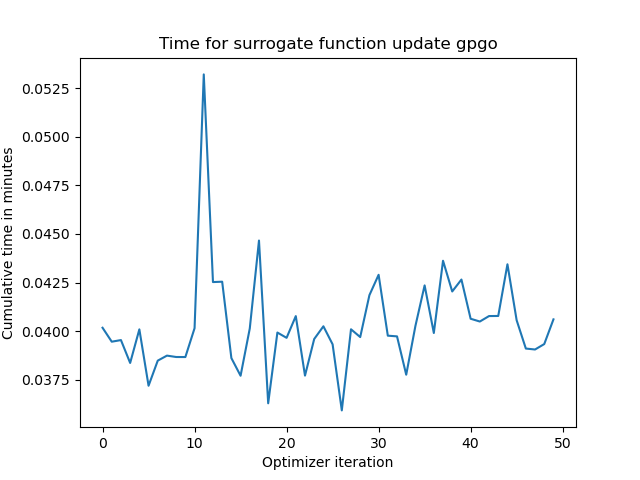 Time for surrogate function update gpgo
Cumulative time in minutes
0.0525
0.0500
0.0475
0.0450
0.0425
0.0400
0.0375
0 10 20 30 40 50
Optimizer iteration